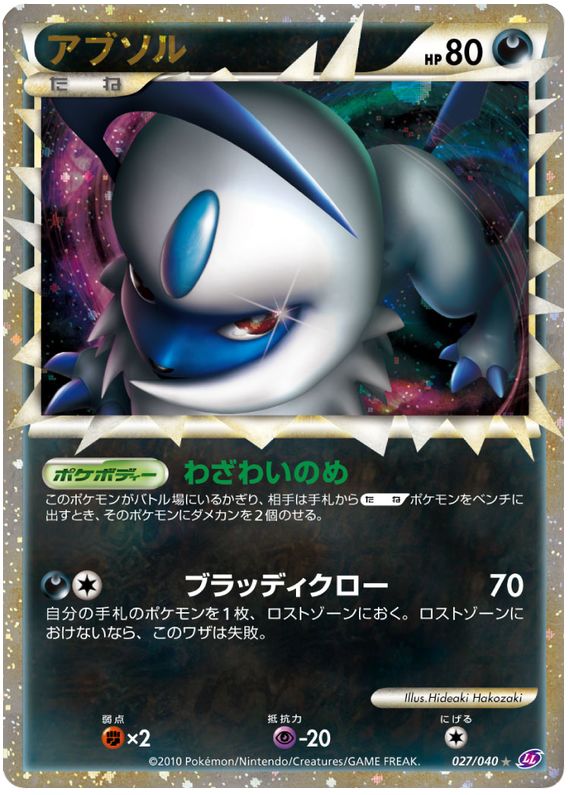 アブソル HP80
たね
ポケボディー わざわいのめ
このポケモンがバトル場にいるかぎり、相手は手札からたねポケモンをベンチに
出すとき、そのポケモンにダメカンを2個のせる。
ブラッディクロー 70
自分の手札のポケモンを1枚、ロストゾーンにおく。ロストゾーンに
おけないなら、このワザは失敗。
Illus.Hideaki Hakozaki
弱点 抵抗力 にげる
×2 -20
©2010 Pokémon/Nintendo/Creatures/GAME FREAK. 027/040 ★ LL